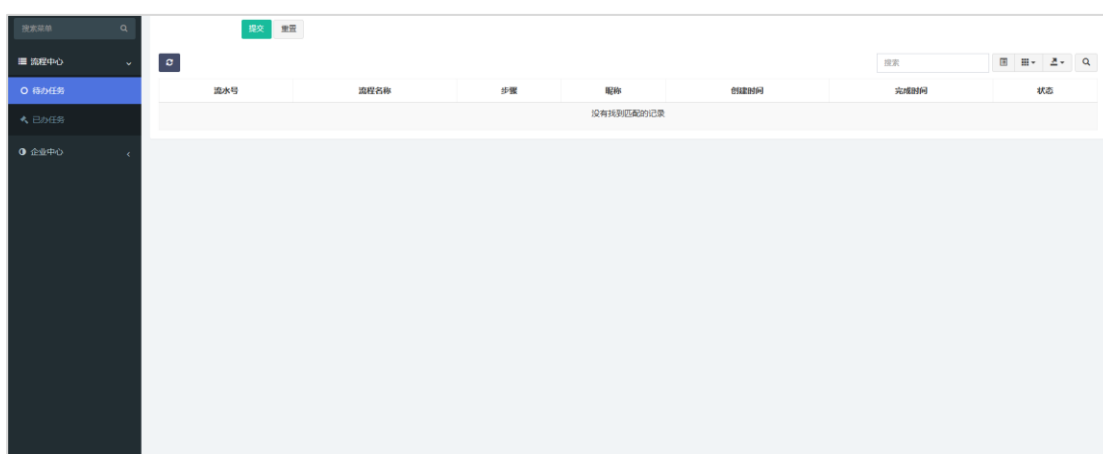 搜索菜单
提交 重置
流程中心
搜索
待办任务
流水号 流程名称 步骤 昵称 创建时间 完成时间 状态
没有找到匹配的记录
已办任务
企业中心